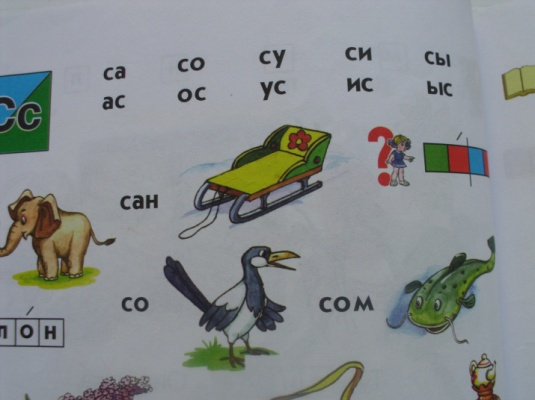 са со су си сы
Сс
ас ос ус ис ыс
?
сан
со сом
лон